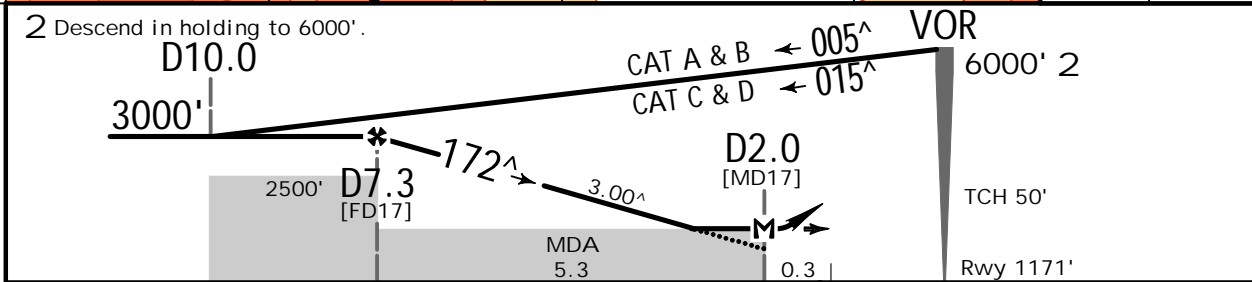 2 Descend in holding to 6000'.
VOR
D10.0
CAT A & B 005^
6000' 2
CAT C & D 015^
3000'
172^
D2.0
[MD17]
2500'
D7.3
[FD17]
3.00^
TCH 50'
M
MDA
5.3
0.3
Rwy 1171'